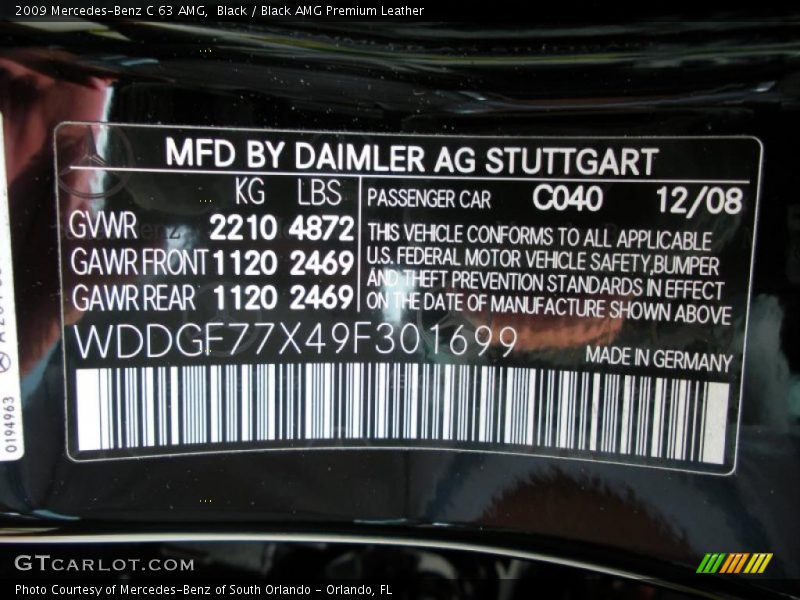 2009 Mercedes-Benz C 63 AMG, Black / Black AMG Premium Leather
MFD BY DAIMLER AG STUTTGART
KG LBS
GVWR 2210 4872
GAWR FRONT 1120 2469
GAWR REAR 1120 2469
PASSENGER CAR C040 12/08
THIS VEHICLE CONFORMS TO ALL APPLICABLE
U.S. FEDERAL MOTOR VEHICLE SAFETY,BUMPER
AND THEFT PREVENTION STANDARDS IN EFFECT
ON THE DATE OF MANUFACTURE SHOWN ABOVE
WDDGF77X49F301699
MADE IN GERMANY
0194963
GTCARLOT.COM
Photo Courtesy of Mercedes-Benz of South Orlando - Orlando, FL